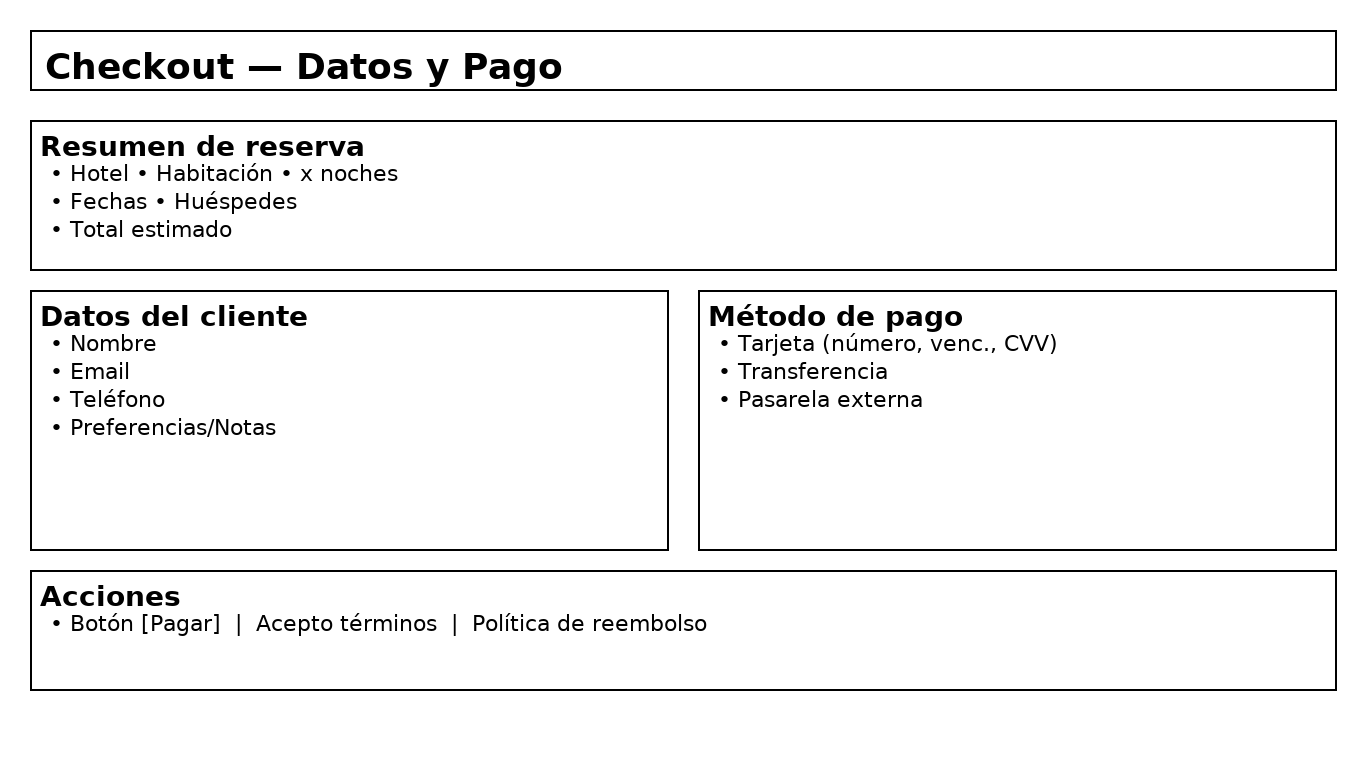 Checkout — Datos y Pago
Resumen de reserva
• Hotel • Habitación • x noches
• Fechas • Huéspedes
• Total estimado
Datos del cliente
• Nombre
• Email
• Teléfono
• Preferencias/Notas
Método de pago
• Tarjeta (número, venc., CVV)
• Transferencia
• Pasarela externa
Acciones
• Botón [Pagar]  |  Acepto términos  |  Política de reembolso